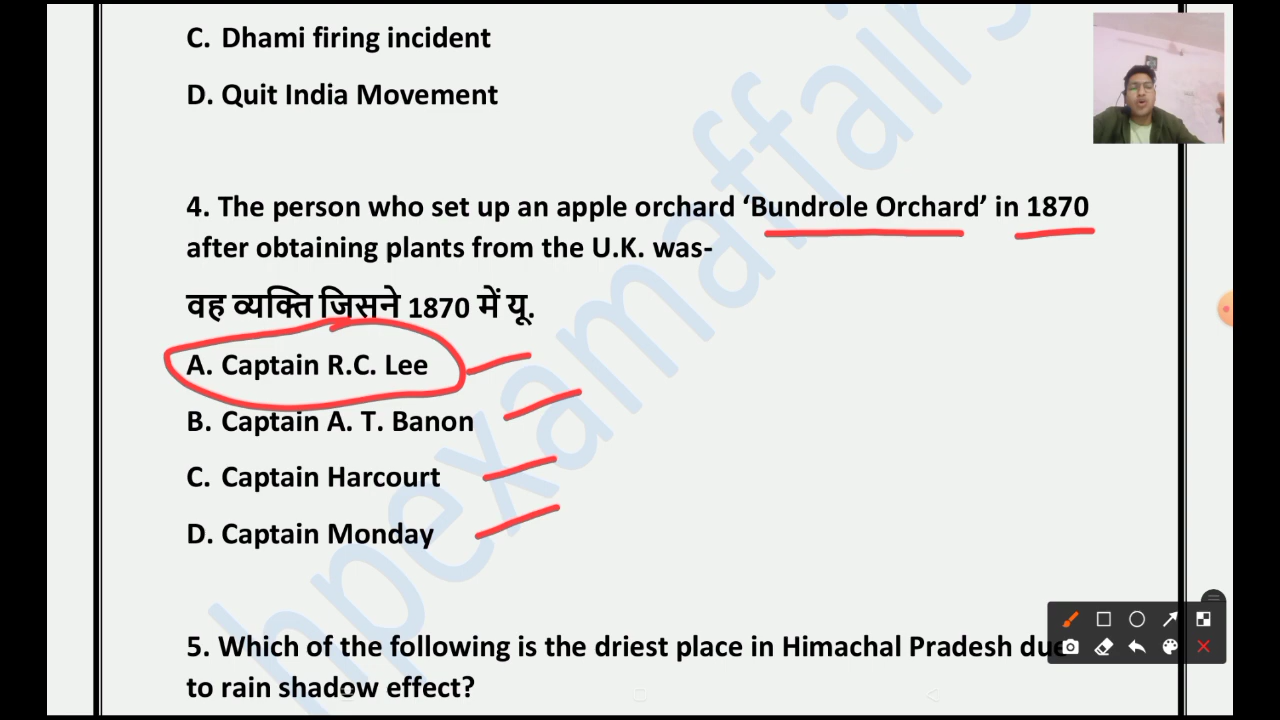 C. Dhami firing incident
D. Quit India Movement
4. The person who set up an apple orchard ‘Bundrole Orchard’ in 1870
after obtaining plants from the U.K. was-
वह व्यक्ति जिसने 1870 में यू.
A. Captain R.C. Lee
B. Captain A. T. Banon
C. Captain Harcourt
D. Captain Monday
5. Which of the following is the driest place in Himachal Pradesh due
to rain shadow effect?
hpexamaffairs